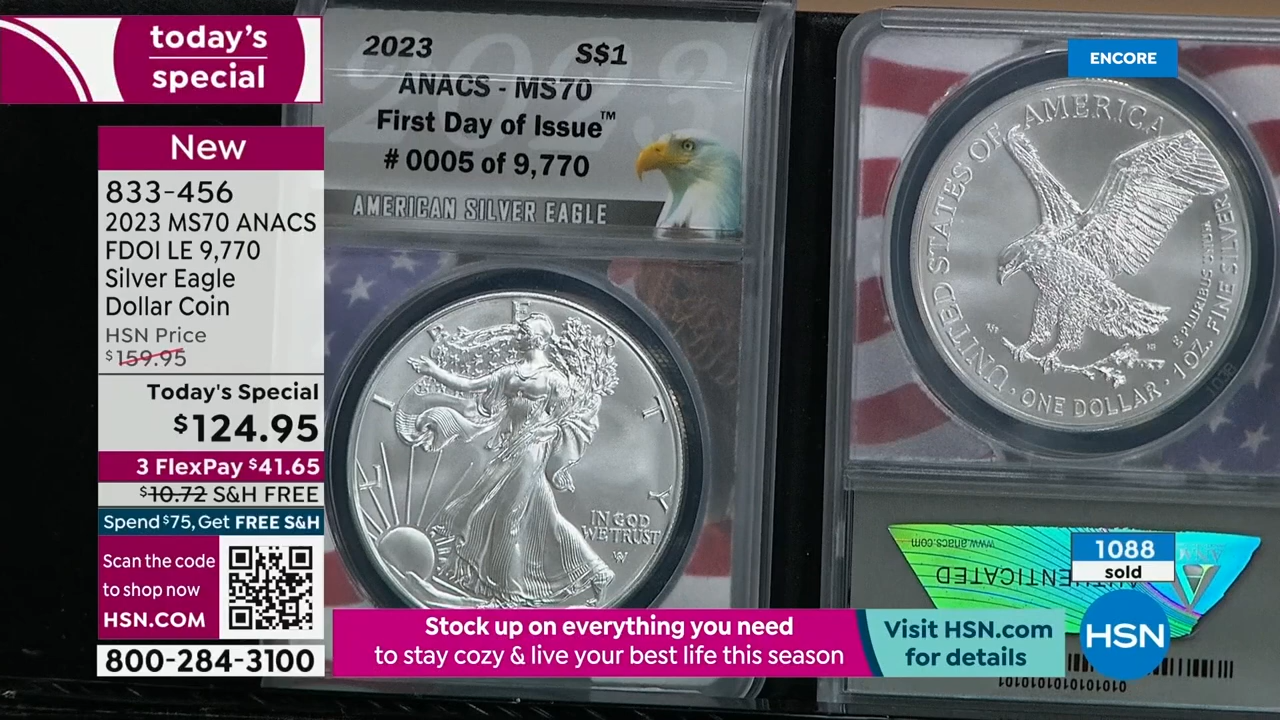 today's
special
New
833-456
2023 MS70 ANACS
FDOI LE 9,770
Silver Eagle
Dollar Coin
HSN Price
$159.95
Today's Special
$124.95
3 FlexPay $41.65
$10.72 S&H FREE
Spend $75, Get FREE S&H
Scan the code
to shop now
HSN.COM
800-284-3100
2023 S$1
ANACS - MS70
First Day of Issue™
# 0005 of 9,770
AMERICAN SILVER EAGLE
LIBERTY
IN GOD
WE TRUST
ENCORE
UNITED STATES OF AMERICA
E PLURIBUS UNUM
1 OZ. FINE SILVER • ONE DOLLAR •
www.anacs.com
AUTHENTICATED
1088
sold
HSN
Stock up on everything you need
to stay cozy & live your best life this season
Visit HSN.com
for details